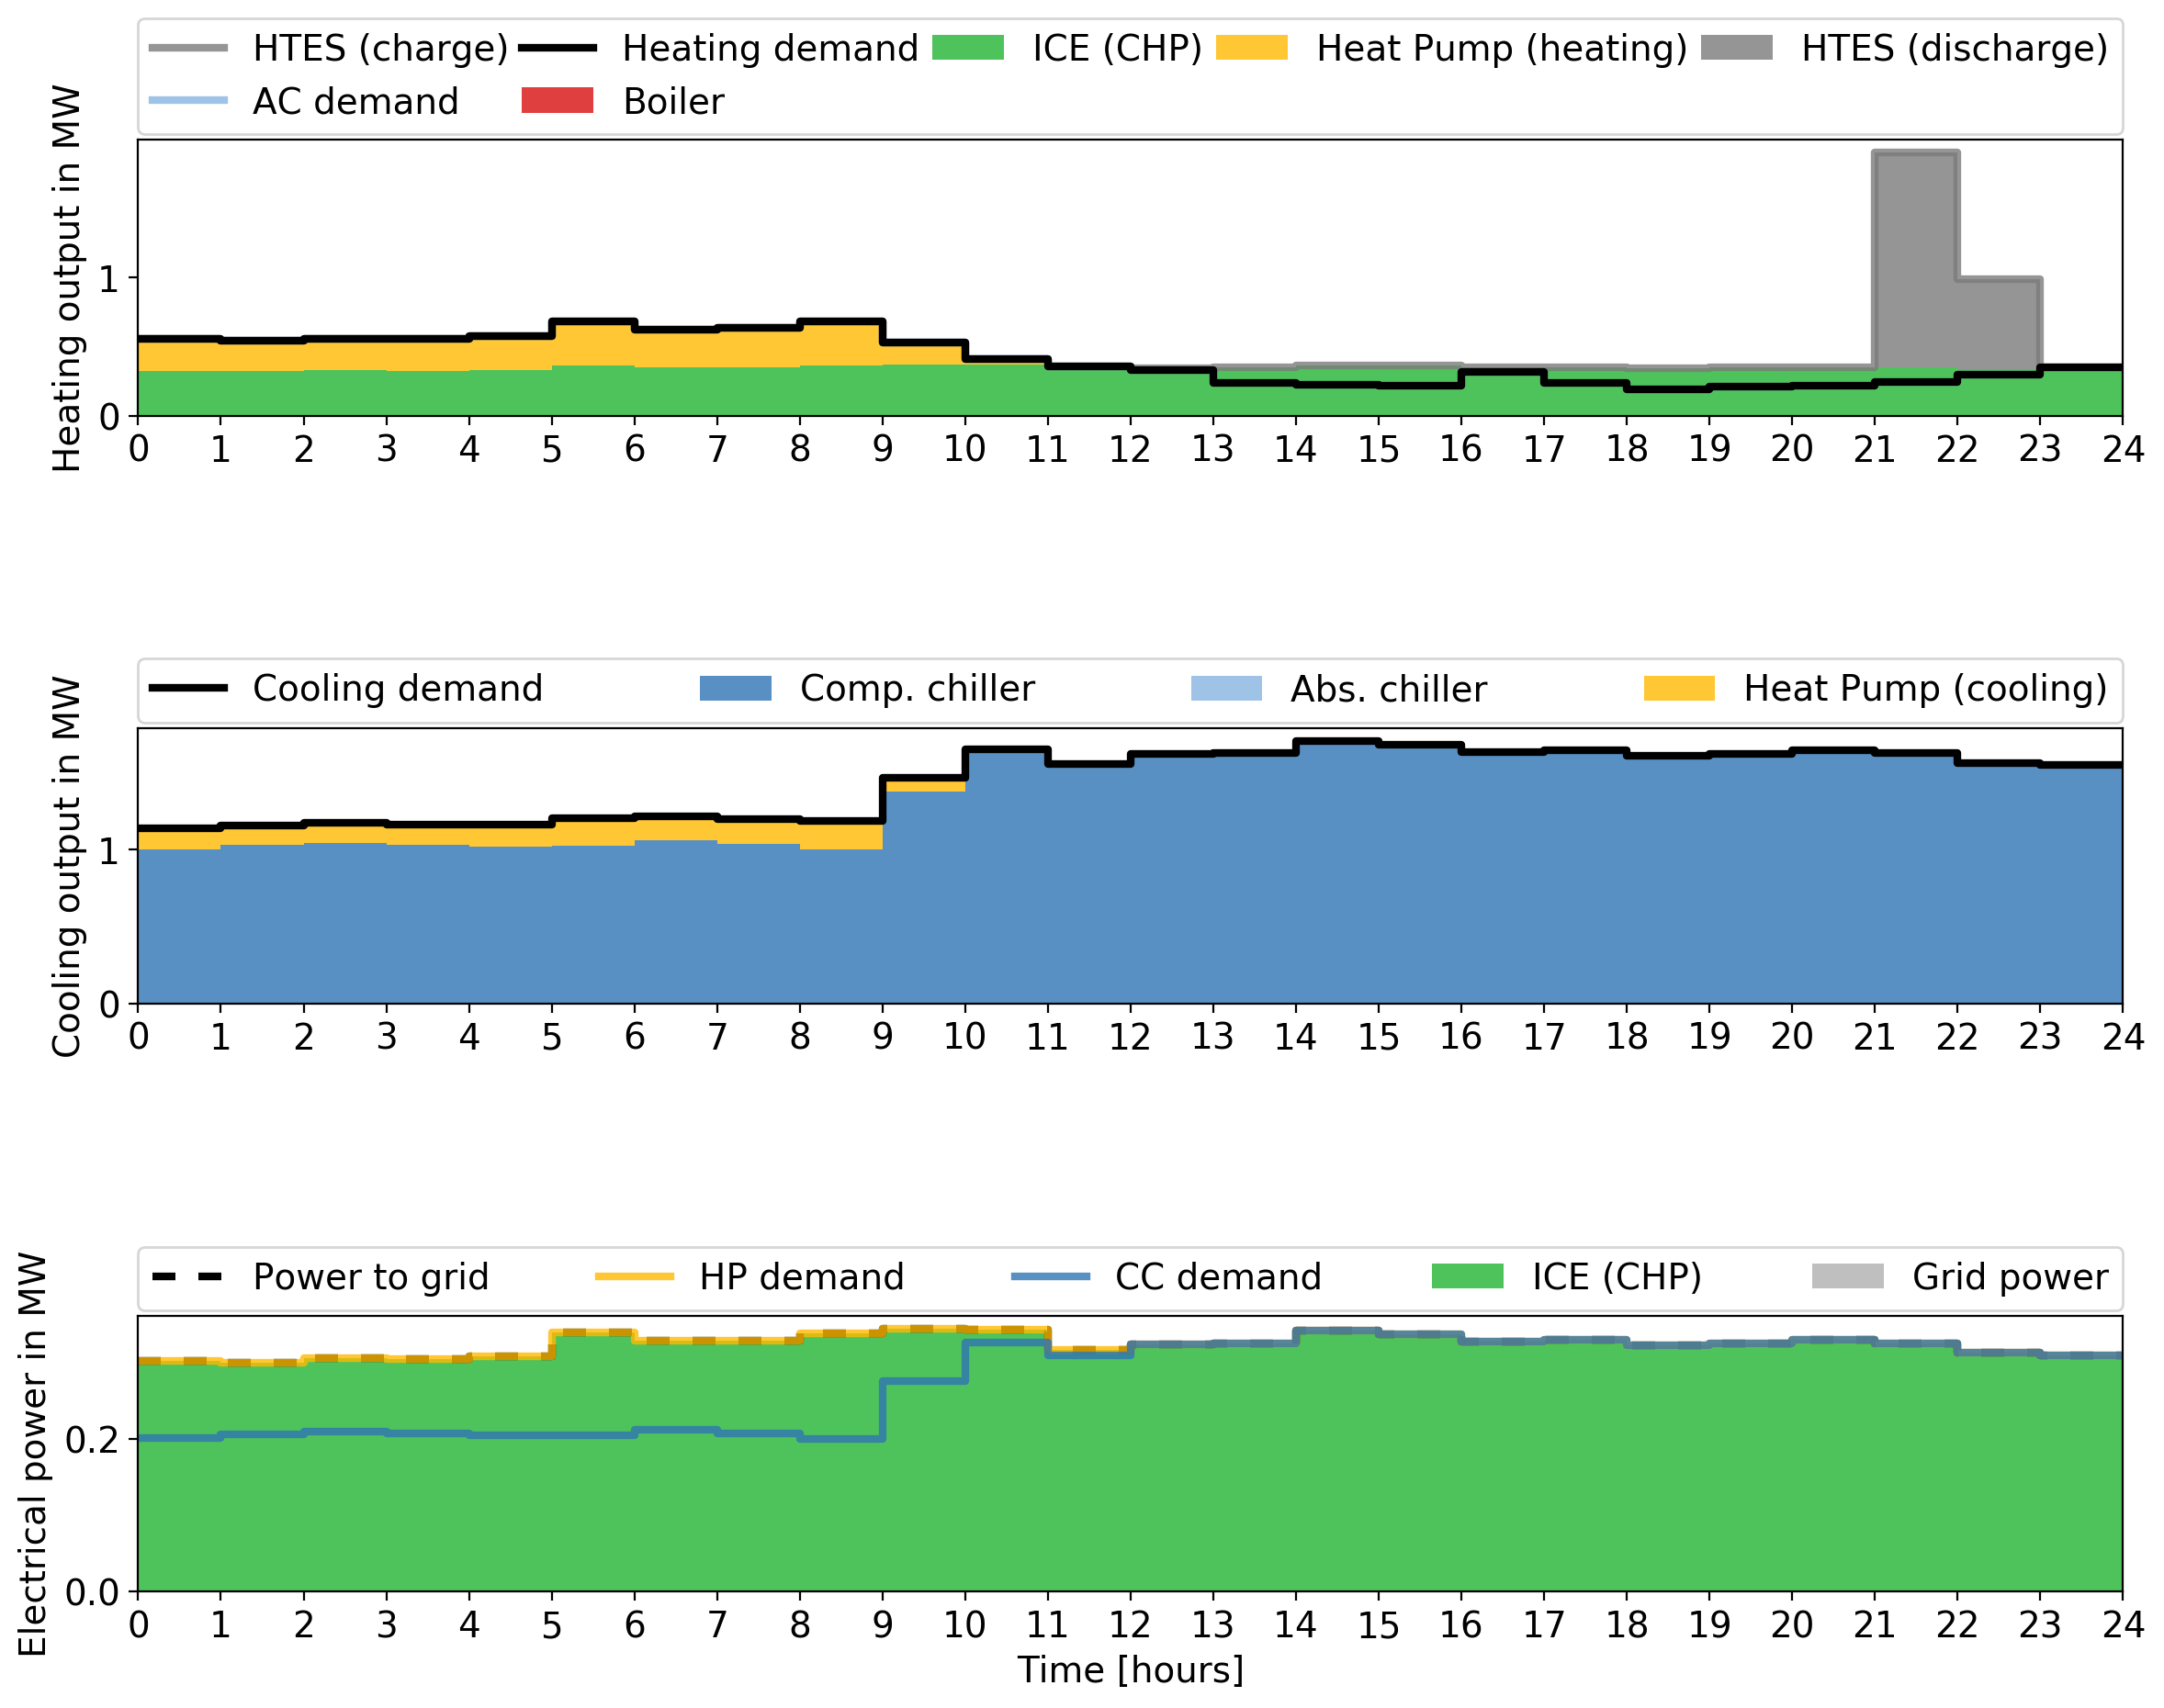 HTES (charge) Heating demand ICE (CHP) Heat Pump (heating) HTES (discharge)
AC demand Boiler
Heating output in MW
1
0
0 1 2 3 4 5 6 7 8 9 10 11 12 13 14 15 16 17 18 19 20 21 22 23 24
Cooling demand Comp. chiller Abs. chiller Heat Pump (cooling)
Cooling output in MW
1
0
0 1 2 3 4 5 6 7 8 9 10 11 12 13 14 15 16 17 18 19 20 21 22 23 24
Power to grid HP demand CC demand ICE (CHP) Grid power
Electrical power in MW
0.2
0.0
0 1 2 3 4 5 6 7 8 9 10 11 12 13 14 15 16 17 18 19 20 21 22 23 24
Time [hours]